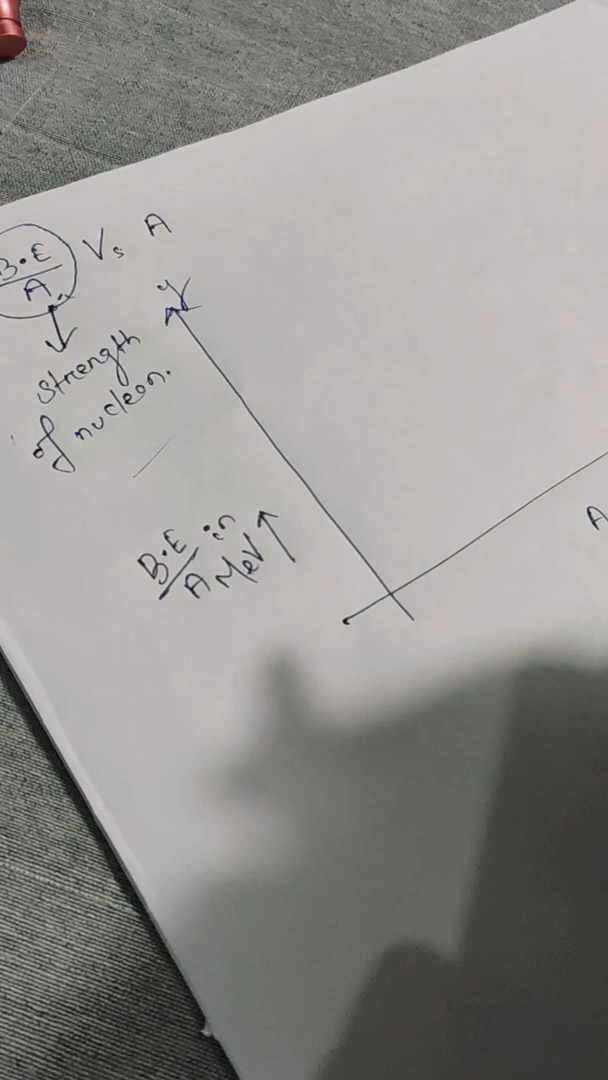 B.E/A Vs A
strength
of nucleon.
y
B.E/A in
MeV ↑
A